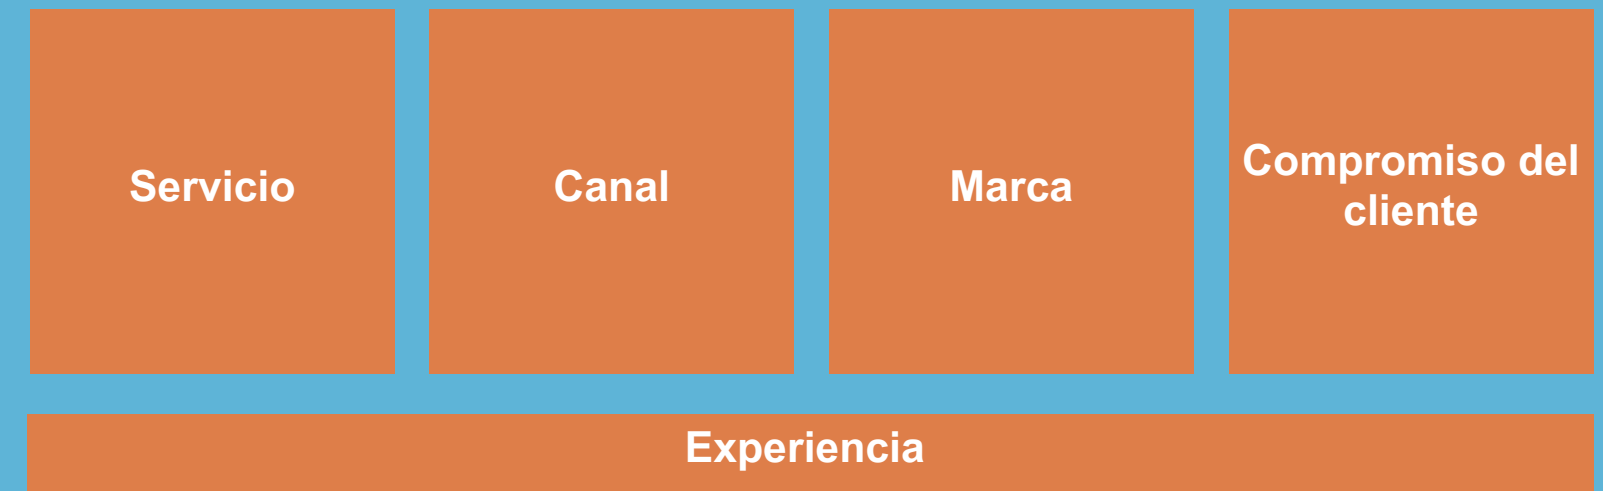 Servicio
Canal
Marca
Compromiso del
cliente
Experiencia